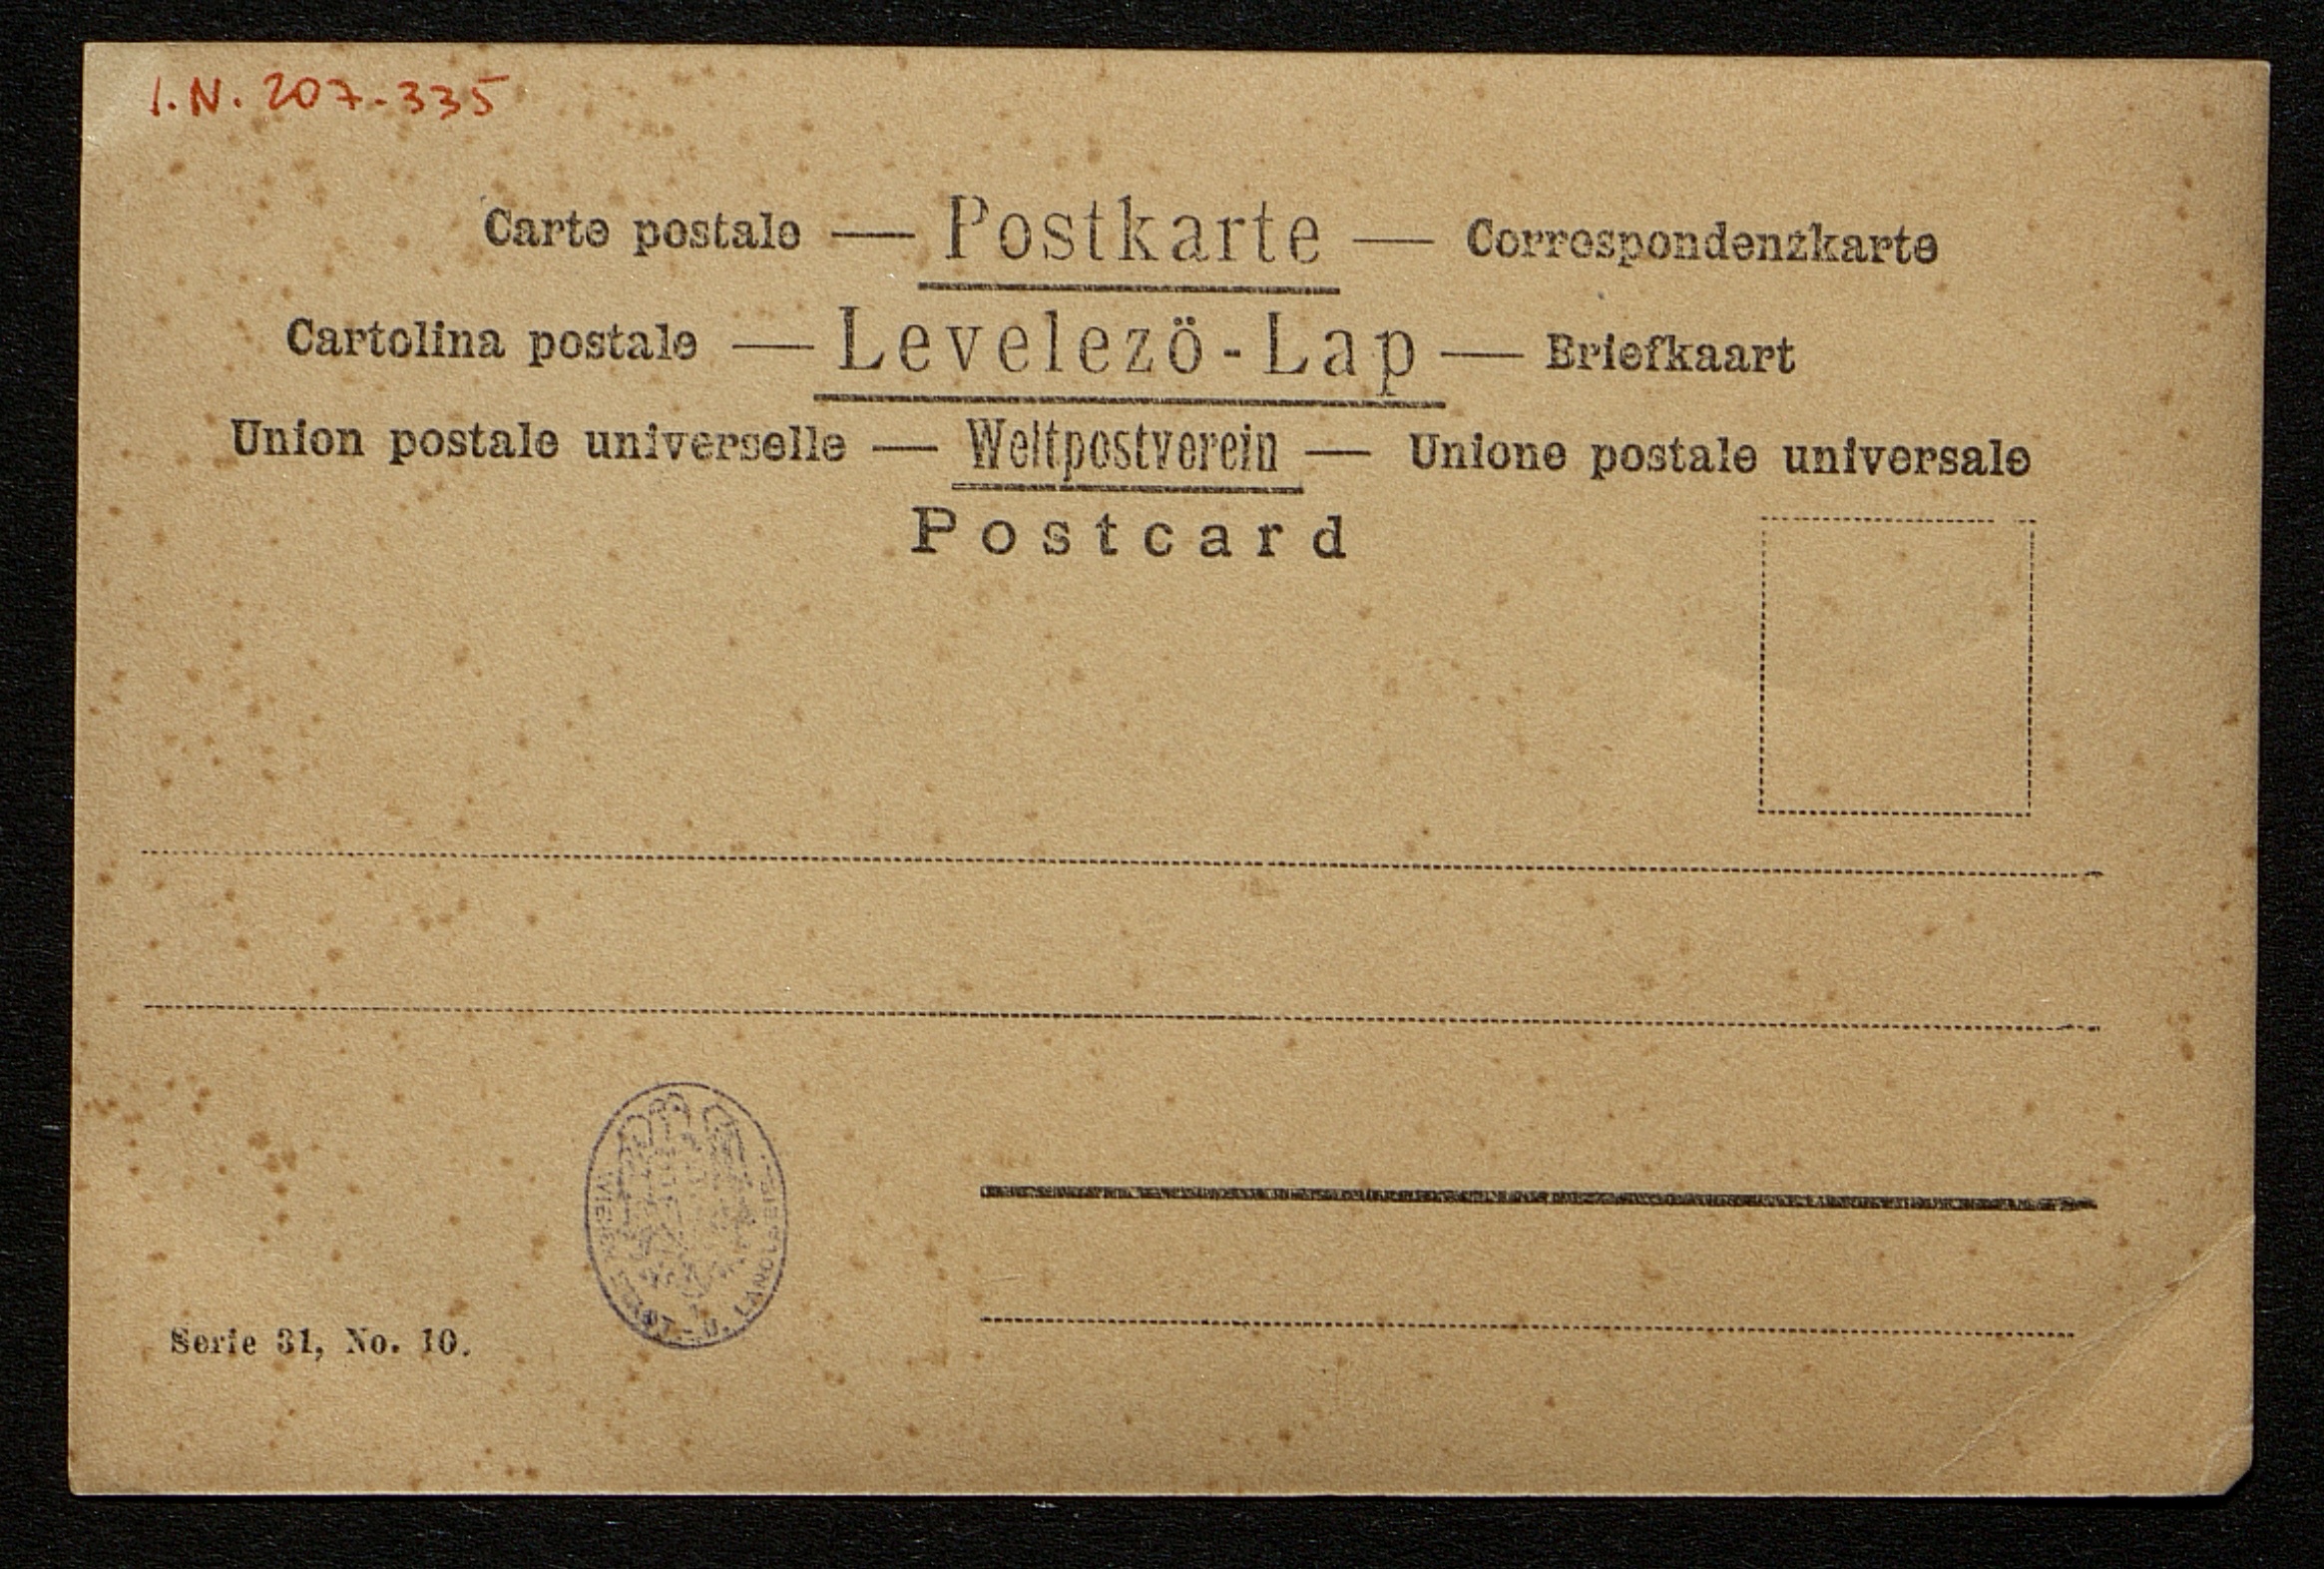 I.N. 207.335
Carte postale — Postkarte — Correspondenzkarte
Cartolina postale — Levelezö-Lap — Briefkaart
Union postale universelle — Weltpostverein — Unione postale universale
Postcard
Serie 31, No. 10.